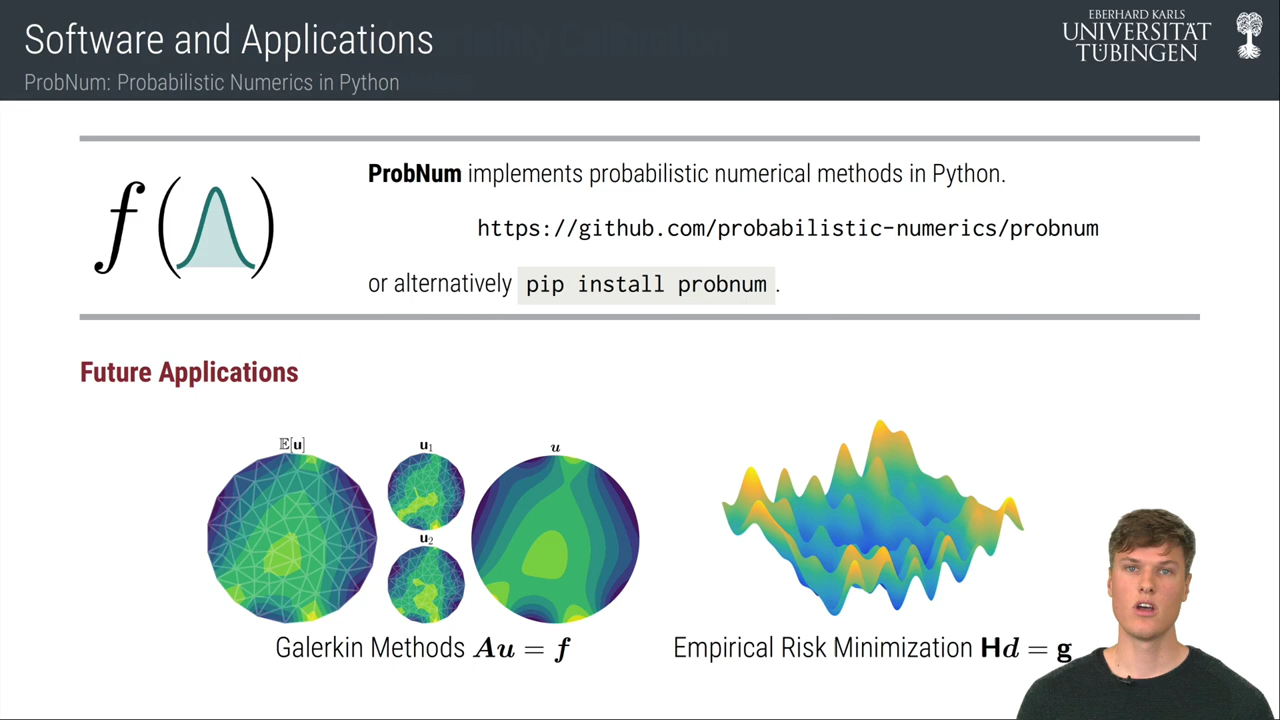 Software and Applications
ProbNum: Probabilistic Numerics in Python
EBERHARD KARLS
UNIVERSITÄT
TÜBINGEN
f( )
ProbNum implements probabilistic numerical methods in Python.
https://github.com/probabilistic-numerics/probnum
or alternatively pip install probnum.
Future Applications
𝔼[u]
u₁
u₂
u
Galerkin Methods Au = f
Empirical Risk Minimization Hd = g